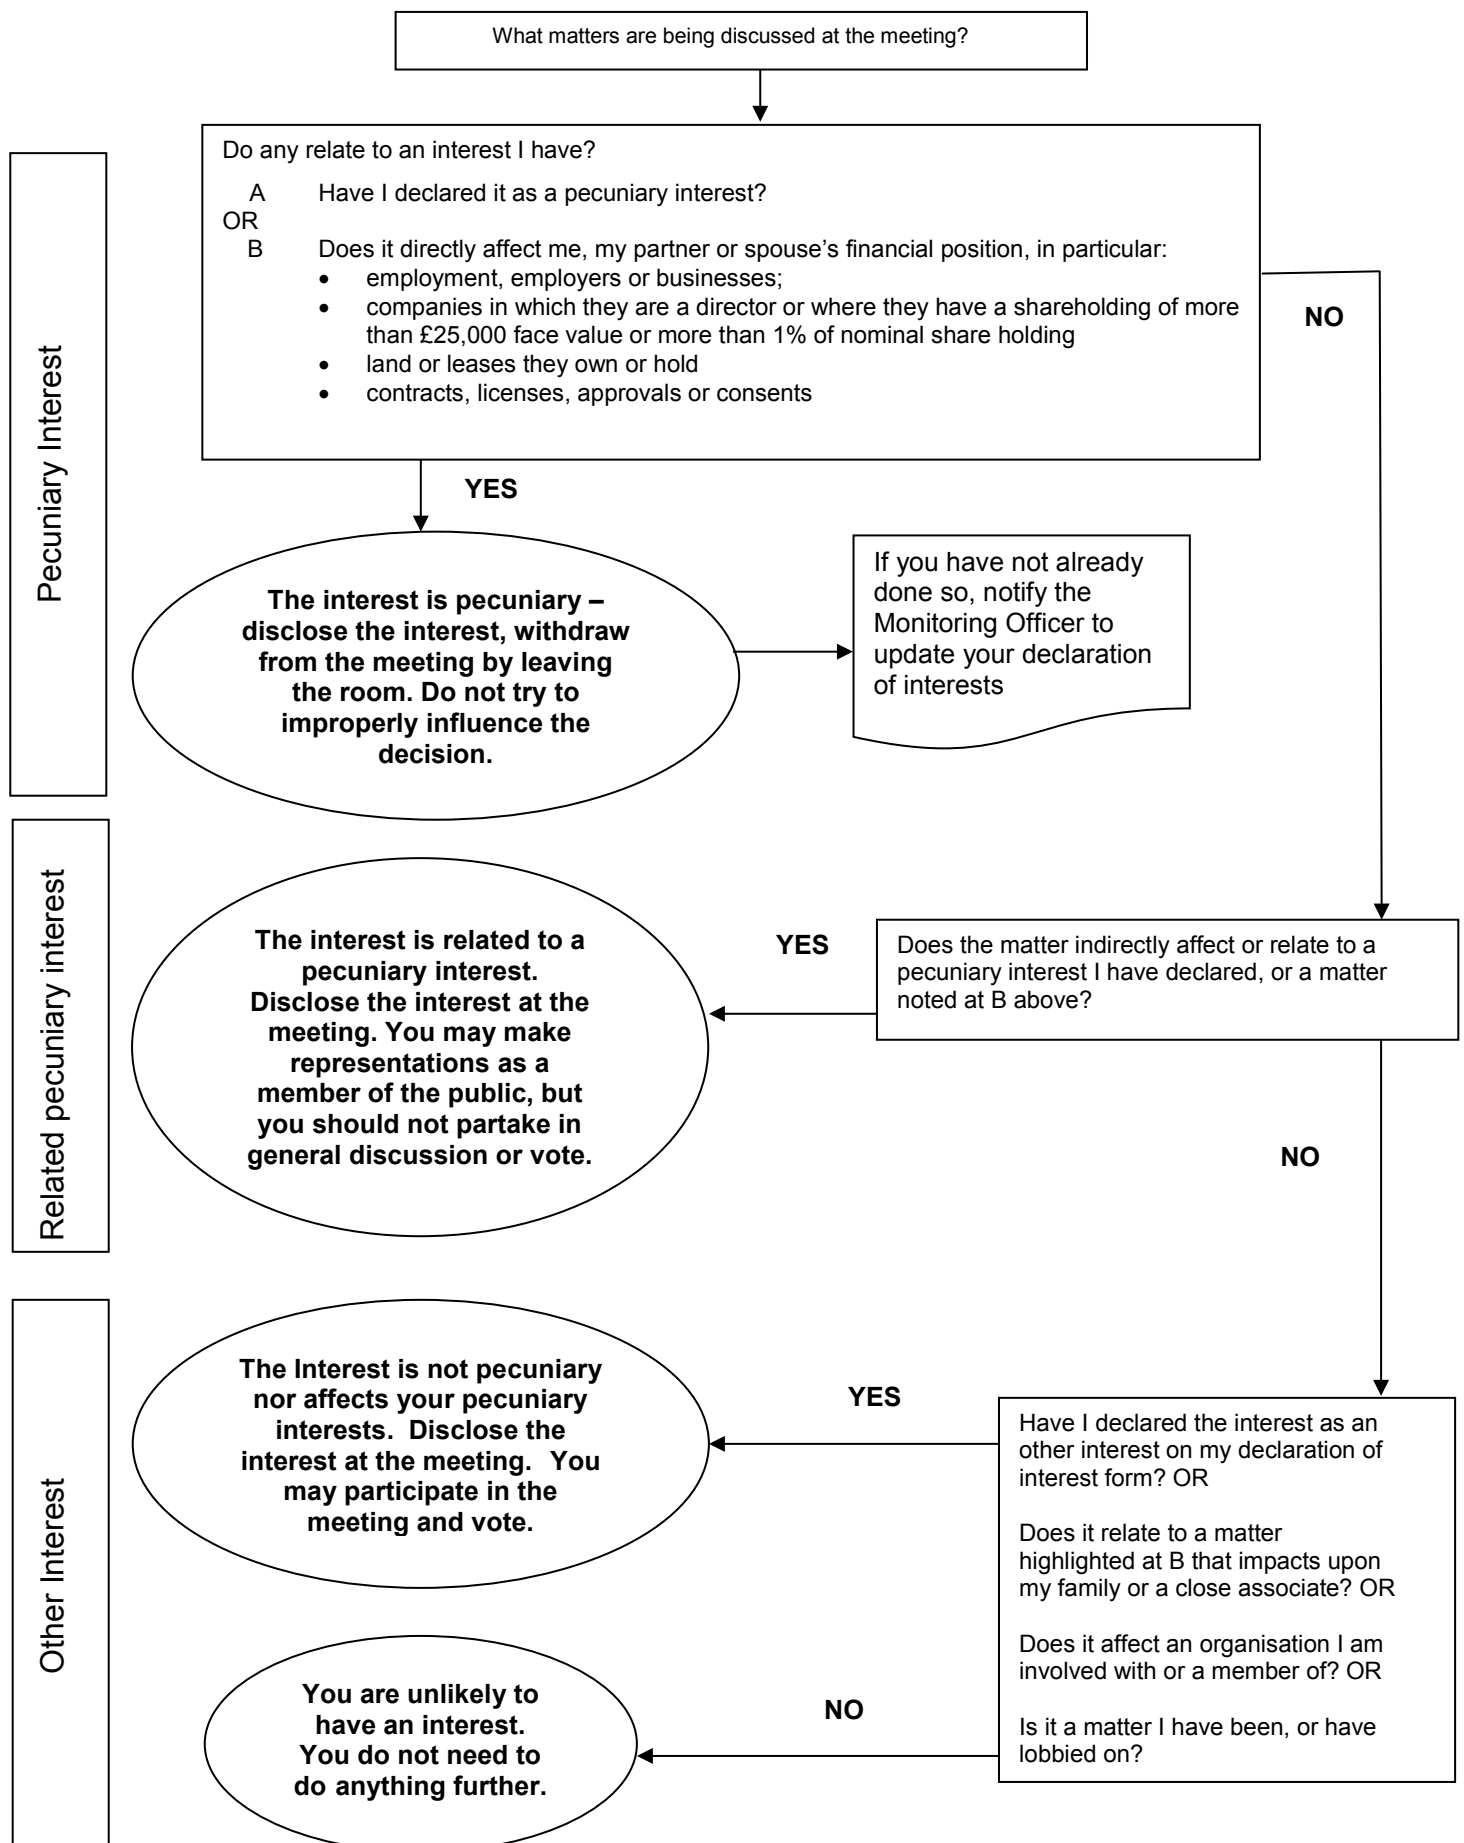 What matters are being discussed at the meeting?
Pecuniary Interest
Do any relate to an interest I have?
A Have I declared it as a pecuniary interest?
OR
B Does it directly affect me, my partner or spouse’s financial position, in particular:
• employment, employers or businesses;
• companies in which they are a director or where they have a shareholding of more
than £25,000 face value or more than 1% of nominal share holding
• land or leases they own or hold
• contracts, licenses, approvals or consents
NO
YES
The interest is pecuniary –
disclose the interest, withdraw
from the meeting by leaving
the room. Do not try to
improperly influence the
decision.
If you have not already
done so, notify the
Monitoring Officer to
update your declaration
of interests
Related pecuniary interest
The interest is related to a
pecuniary interest.
Disclose the interest at the
meeting. You may make
representations as a
member of the public, but
you should not partake in
general discussion or vote.
YES
Does the matter indirectly affect or relate to a
pecuniary interest I have declared, or a matter
noted at B above?
NO
Other Interest
The Interest is not pecuniary
nor affects your pecuniary
interests. Disclose the
interest at the meeting. You
may participate in the
meeting and vote.
YES
Have I declared the interest as an
other interest on my declaration of
interest form? OR
Does it relate to a matter
highlighted at B that impacts upon
my family or a close associate? OR
Does it affect an organisation I am
involved with or a member of? OR
Is it a matter I have been, or have
lobbied on?
NO
You are unlikely to
have an interest.
You do not need to
do anything further.